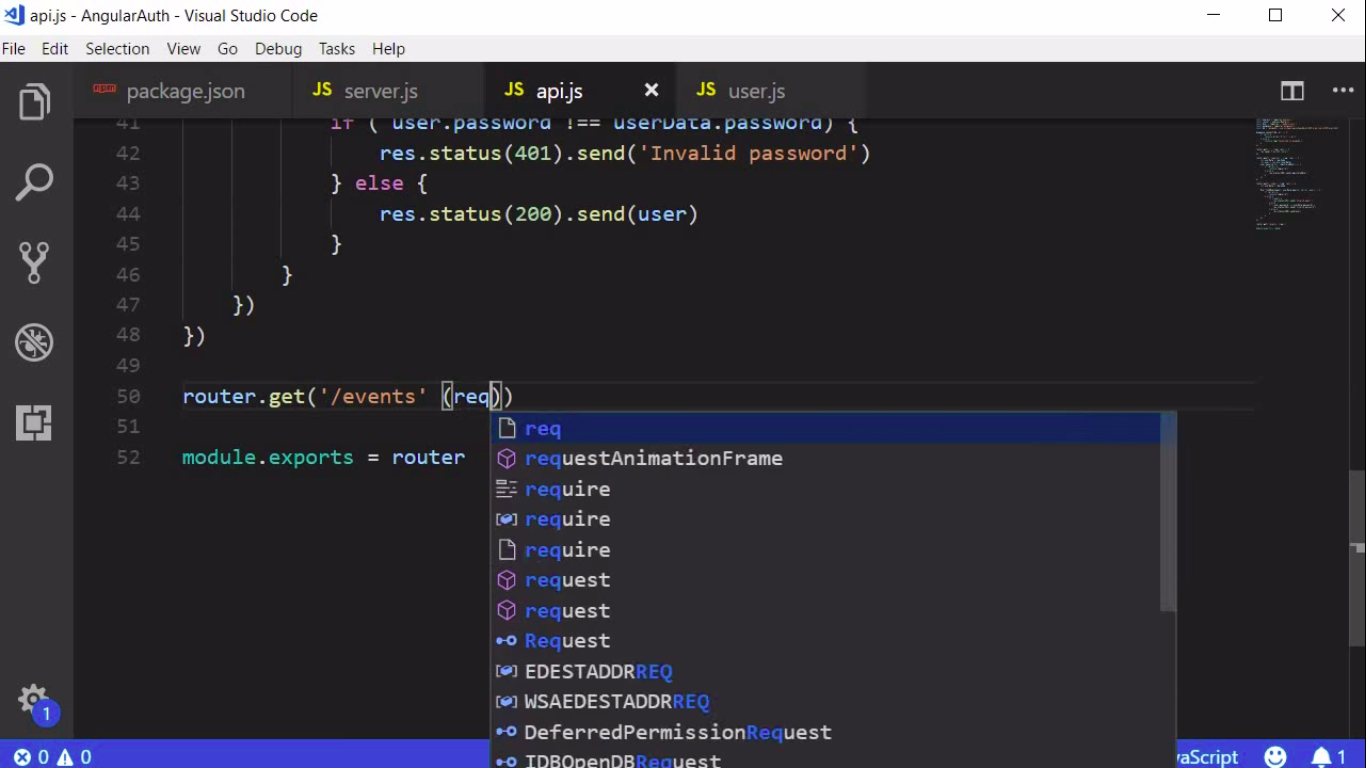 api.js - AngularAuth - Visual Studio Code
File Edit Selection View Go Debug Tasks Help
package.json JS server.js JS api.js JS user.js
41 if ( user.password !== userData.password) {
42 res.status(401).send('Invalid password')
43 } else {
44 res.status(200).send(user)
45 }
46 }
47 })
48 })
49
50 router.get('/events' (req))
51
req
52 module.exports = router
requestAnimationFrame
require
require
require
request
request
Request
EDESTADDRREQ
WSAEDESTADDRREQ
DeferredPermissionRequest
1
IDBOpenDBRequest
0 0 vaScript 1